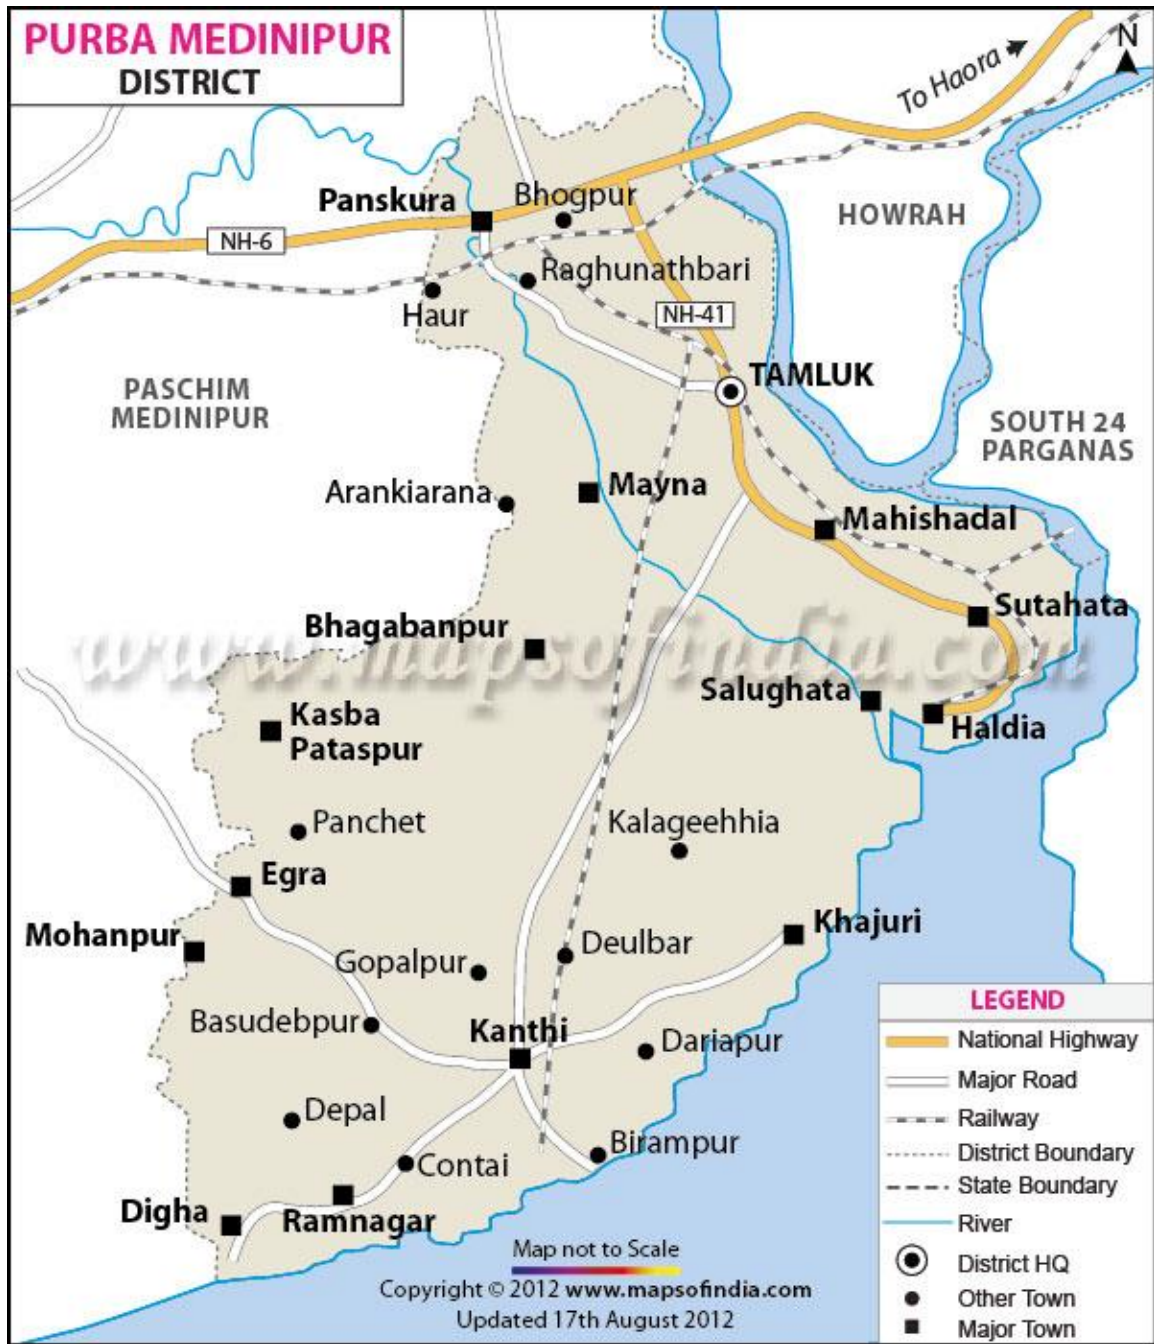 PURBA MEDINIPUR
DISTRICT
N
To Haora
Panskura
Bhogpur
HOWRAH
NH-6
Raghunathbari
Haur
NH-41
TAMLUK
PASCHIM
MEDINIPUR
SOUTH 24
PARGANAS
Arankiarana
Mayna
Mahishadal
Sutahata
Bhagabanpur
www.mapsofindia.com
Salughata
Haldia
Kasba
Pataspur
Panchet
Kalageehhia
Egra
Khajuri
Mohanpur
Deulbar
Gopalpur
Basudebpur
Kanthi
Dariapur
Depal
Birampur
Contai
Digha
Ramnagar
LEGEND
National Highway
Major Road
Railway
District Boundary
State Boundary
River
District HQ
Other Town
Major Town
Map not to Scale
Copyright © 2012 www.mapsofindia.com
Updated 17th August 2012